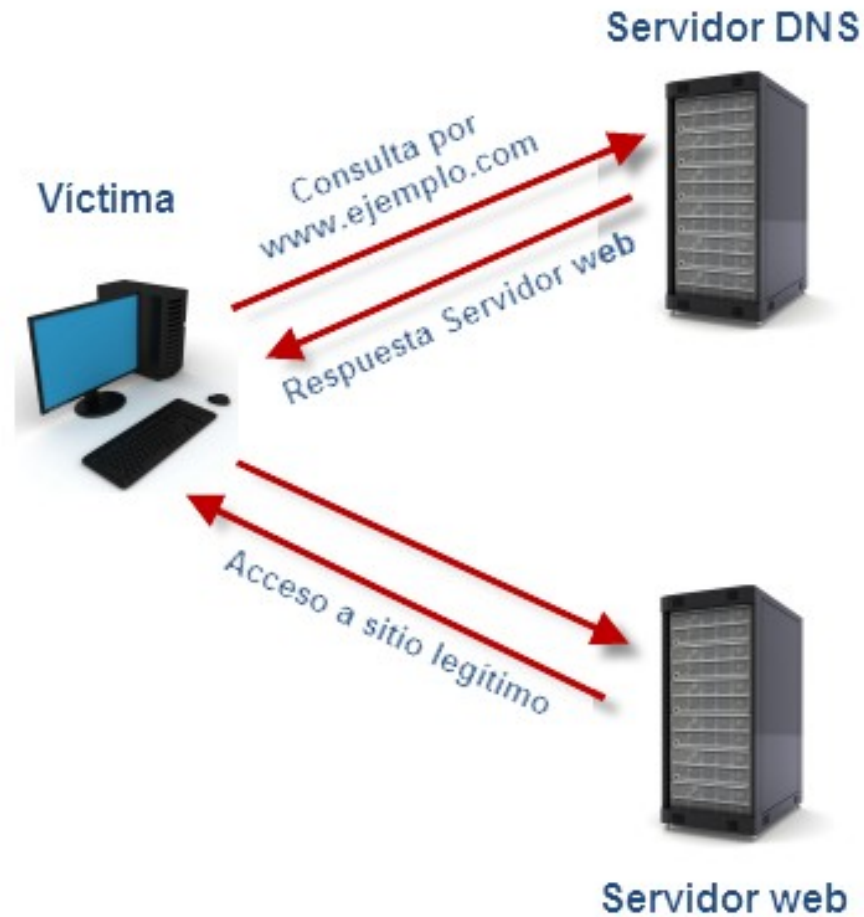 Servidor DNS
Víctima
Consulta por
www.ejemplo.com
Respuesta Servidor web
Acceso a sitio legítimo
Servidor web